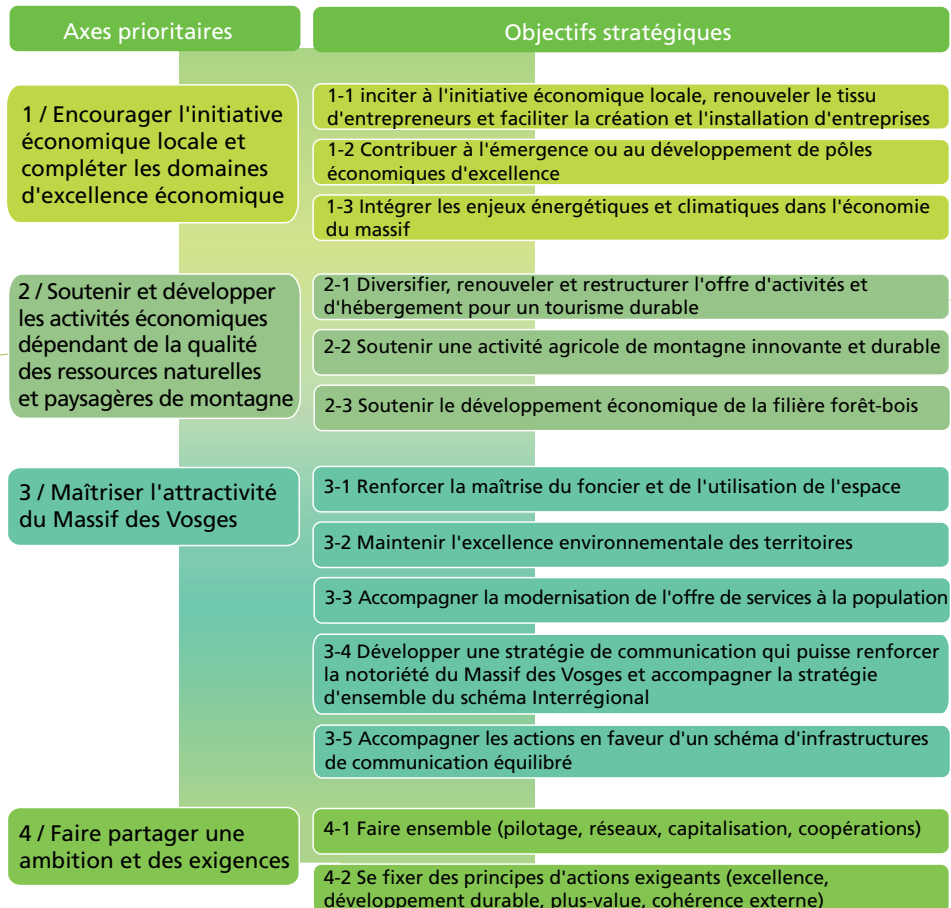 Axes prioritaires
Objectifs stratégiques
1 / Encourager l'initiative
économique locale et
compléter les domaines
d'excellence économique
1-1 inciter à l'initiative économique locale, renouveler le tissu
d'entrepreneurs et faciliter la création et l'installation d'entreprises
1-2 Contribuer à l'émergence ou au développement de pôles
économiques d'excellence
1-3 Intégrer les enjeux énergétiques et climatiques dans l'économie
du massif
2 / Soutenir et développer
les activités économiques
dépendant de la qualité
des ressources naturelles
et paysagères de montagne
2-1 Diversifier, renouveler et restructurer l'offre d'activités et
d'hébergement pour un tourisme durable
2-2 Soutenir une activité agricole de montagne innovante et durable
2-3 Soutenir le développement économique de la filière forêt-bois
3 / Maîtriser l'attractivité
du Massif des Vosges
3-1 Renforcer la maîtrise du foncier et de l'utilisation de l'espace
3-2 Maintenir l'excellence environnementale des territoires
3-3 Accompagner la modernisation de l'offre de services à la population
3-4 Développer une stratégie de communication qui puisse renforcer
la notoriété du Massif des Vosges et accompagner la stratégie
d'ensemble du schéma Interrégional
3-5 Accompagner les actions en faveur d'un schéma d'infrastructures
de communication équilibré
4 / Faire partager une
ambition et des exigences
4-1 Faire ensemble (pilotage, réseaux, capitalisation, coopérations)
4-2 Se fixer des principes d'actions exigeants (excellence,
développement durable, plus-value, cohérence externe)